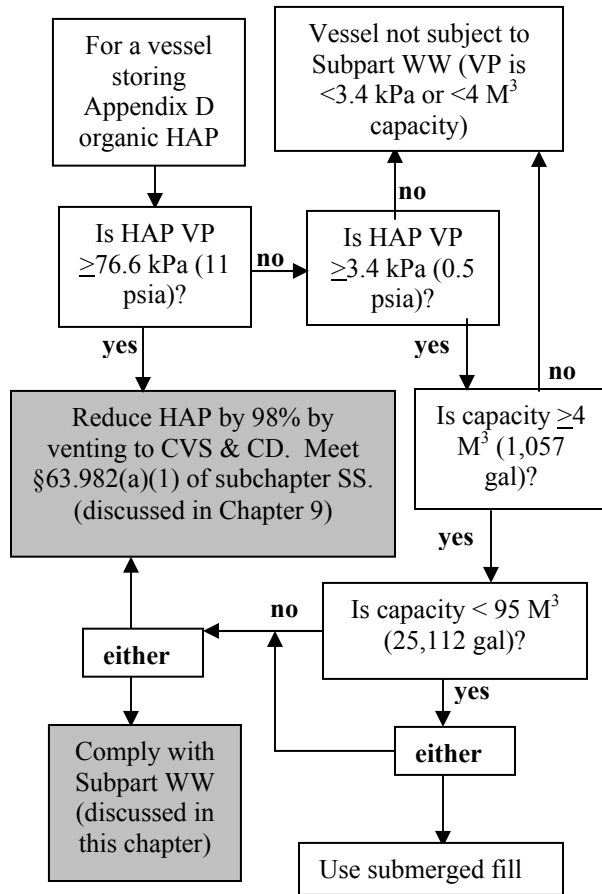 For a vessel
storing
Appendix D
organic HAP
Vessel not subject to
Subpart WW (VP is
<3.4 kPa or <4 M³
capacity)
no
Is HAP VP
≥76.6 kPa (11
psia)?
no
Is HAP VP
≥3.4 kPa (0.5
psia)?
yes
yes
no
Reduce HAP by 98% by
venting to CVS & CD. Meet
§63.982(a)(1) of subchapter SS.
(discussed in Chapter 9)
Is capacity ≥4
M³ (1,057
gal)?
yes
no
Is capacity < 95 M³
(25,112 gal)?
either
yes
Comply with
Subpart WW
(discussed in
this chapter)
either
Use submerged fill